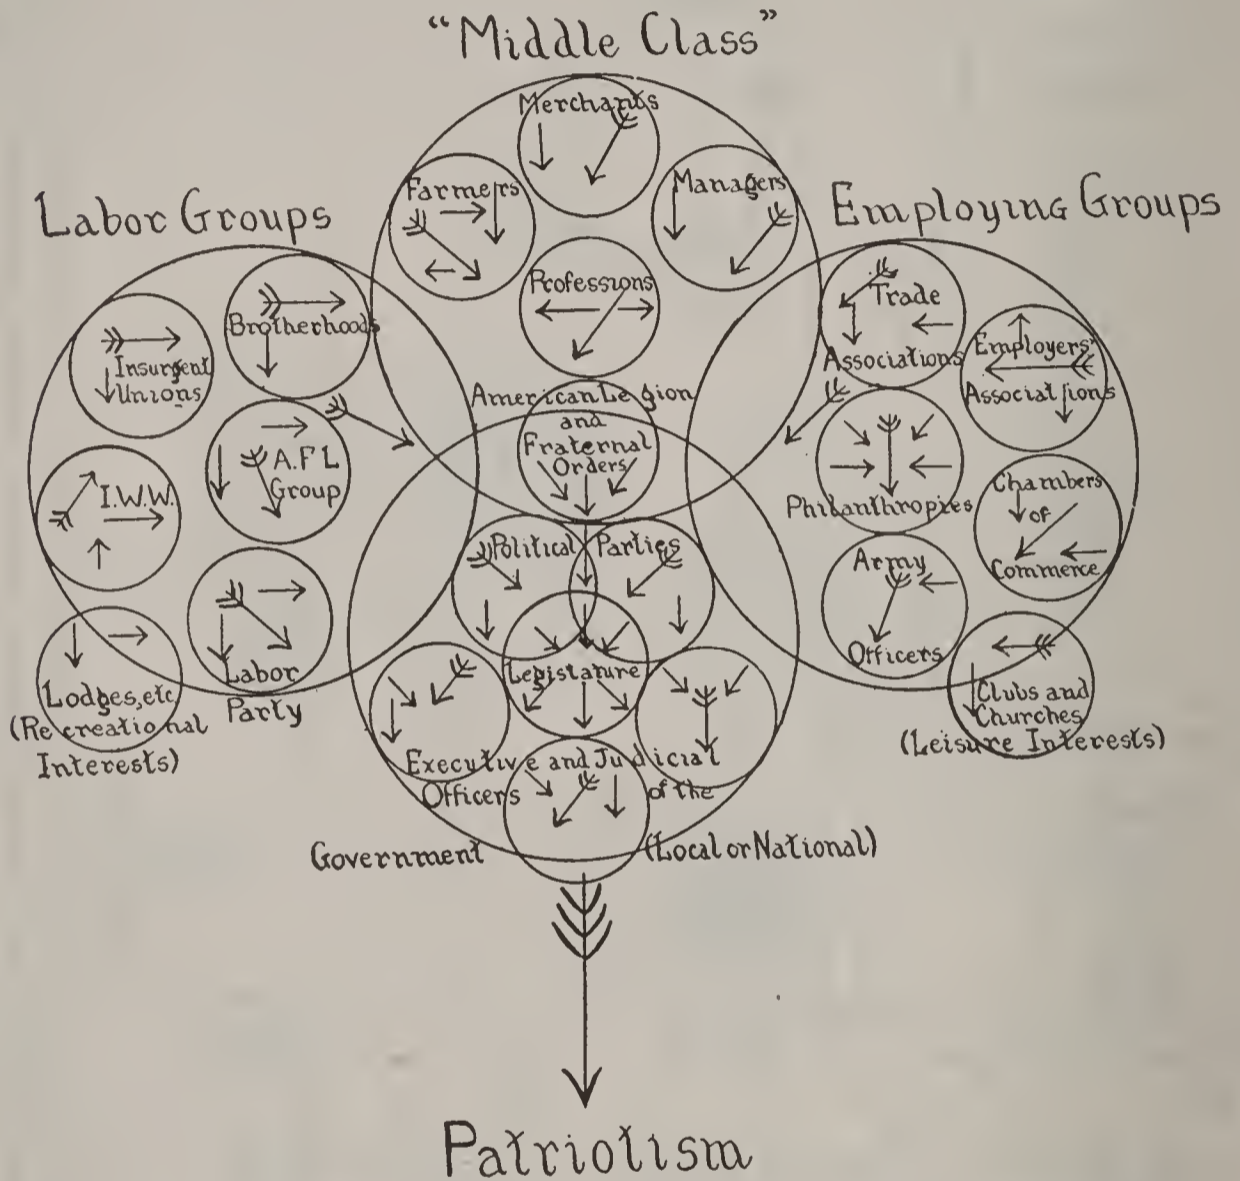 “Middle Class”
Merchants
Farmers
Managers
Professions
American Legion
and
Fraternal
Orders
Labor Groups
Brotherhoods
Insurgent
Unions
A.F.L
Group
I.W.W.
Labor
Party
Lodges, etc
(Recreational
Interests)
Employing Groups
Trade
Associations
Employers’
Associations
Philanthropies
Chambers
of
Commerce
Army
Officers
Clubs and
Churches
(Leisure Interests)
Political Parties
Legislature
Executive and Judicial
Officers of the
Government (Local or National)
Patriotism